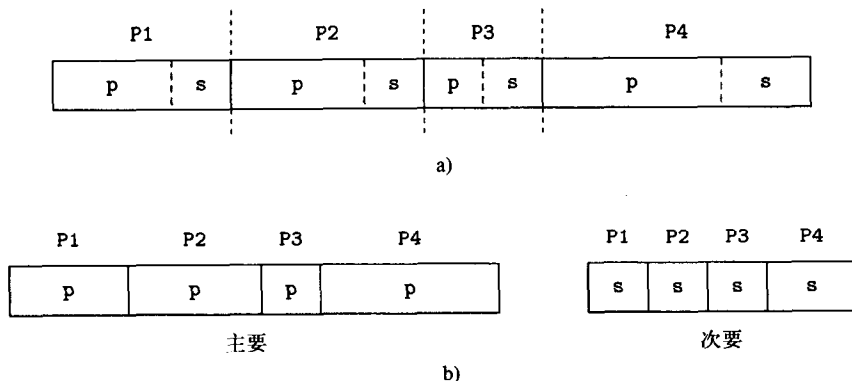 P1 P2 P3 P4
p s p s p s p s
a)
P1 P2 P3 P4 P1 P2 P3 P4
p p p p s s s s
主要 次要
b)